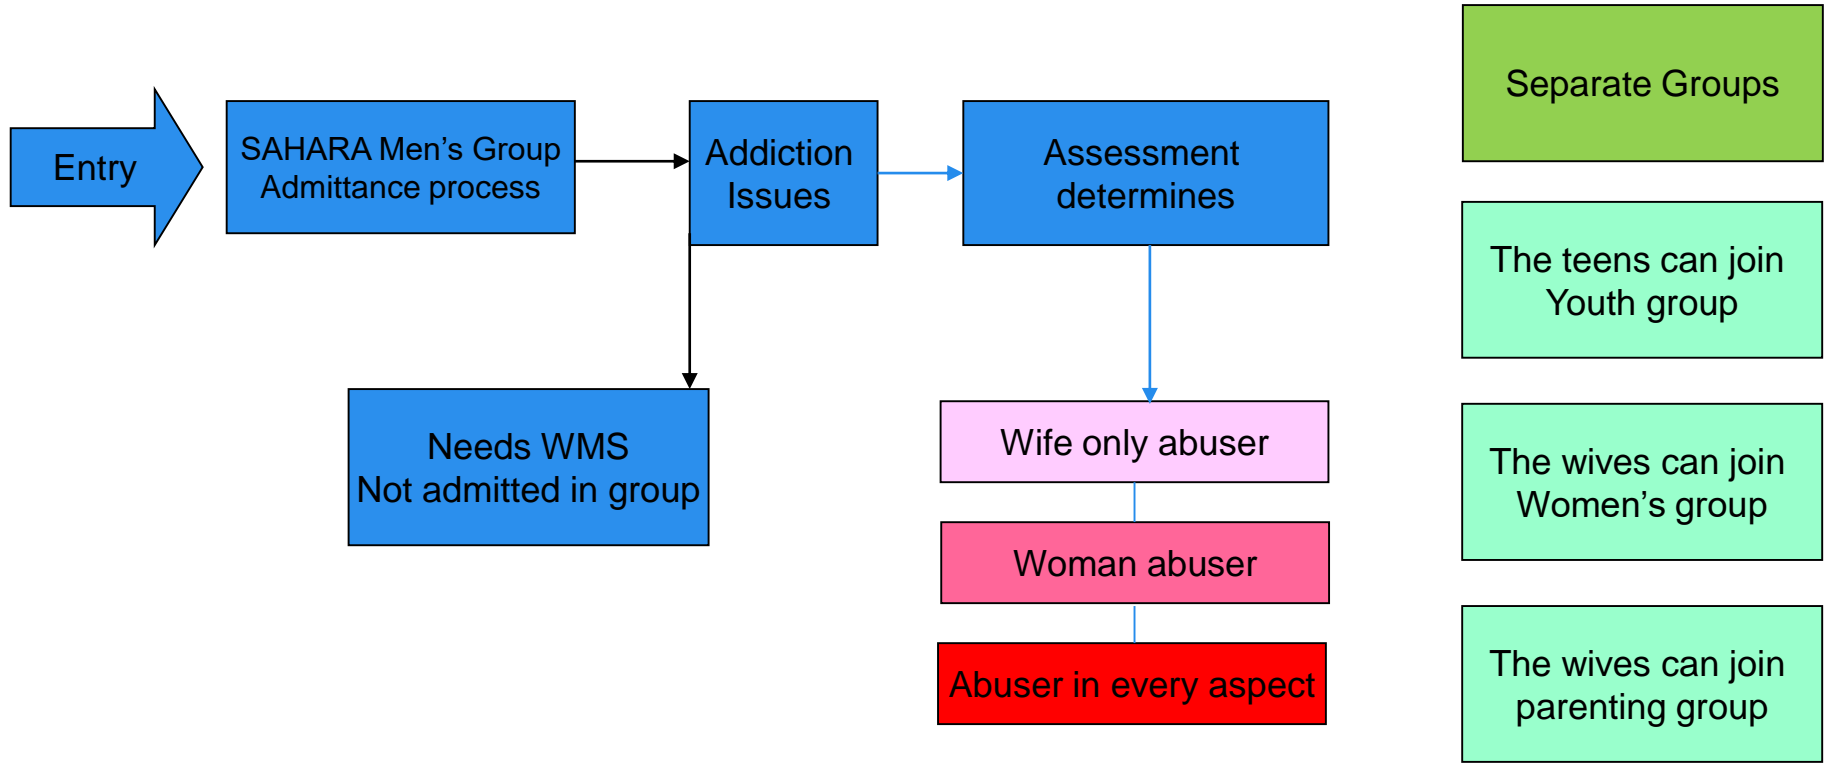 Entry
SAHARA Men’s Group
Admittance process
Addiction
Issues
Assessment
determines
Needs WMS
Not admitted in group
Wife only abuser
Woman abuser
Abuser in every aspect
Separate Groups
The teens can join
Youth group
The wives can join
Women’s group
The wives can join
parenting group